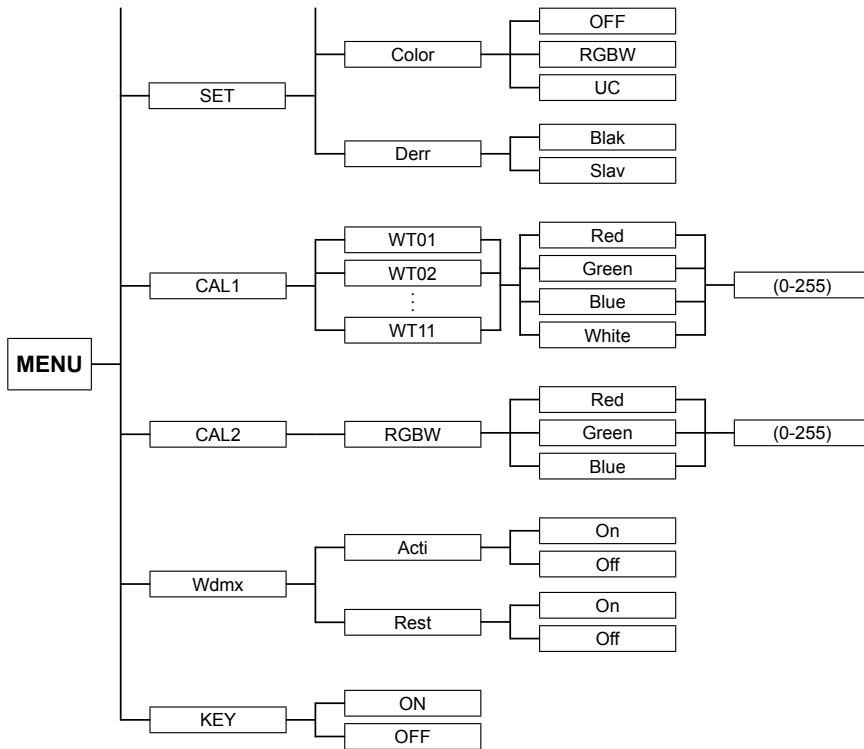 OFF
Color
RGBW
UC
SET
Derr
Blak
Slav
WT01
Red
CAL1
WT02
Green
(0-255)
⋮
Blue
WT11
White
MENU
Red
CAL2
RGBW
Green
(0-255)
Blue
Acti
On
Off
Wdmx
Rest
On
Off
KEY
ON
OFF